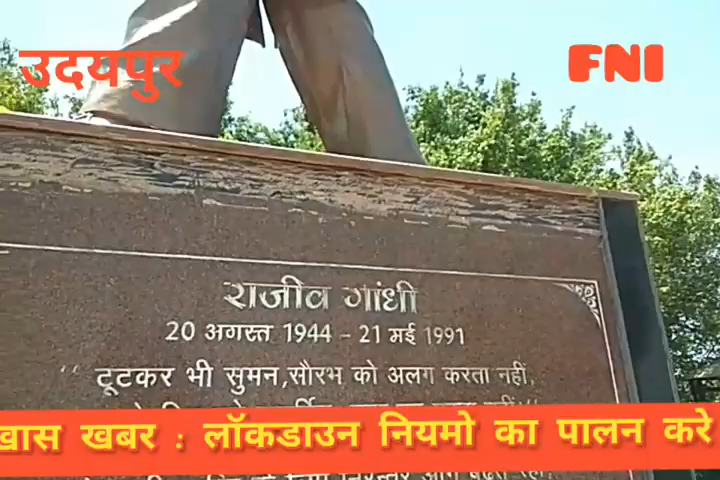 उदयपुर
FNI
राजीव गांधी
20 अगस्त 1944 - 21 मई 1991
“टूटकर भी सुमन, सौरभ को अलग करता नहीं,
खास खबर : लॉकडाउन नियमो का पालन करे